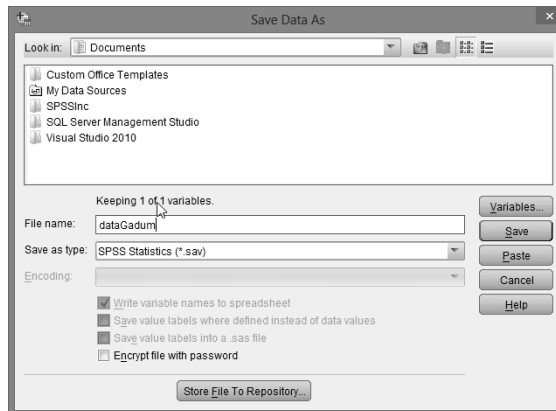 Save Data As
x
Look in: Documents
Custom Office Templates
My Data Sources
SPSSInc
SQL Server Management Studio
Visual Studio 2010
Keeping 1 of 1 variables.
Variables...
File name: dataGadum
Save
Save as type: SPSS Statistics (*.sav)
Paste
Encoding:
Cancel
Write variable names to spreadsheet
Help
Save value labels where defined instead of data values
Save value labels into a .sas file
Encrypt file with password
Store File To Repository...